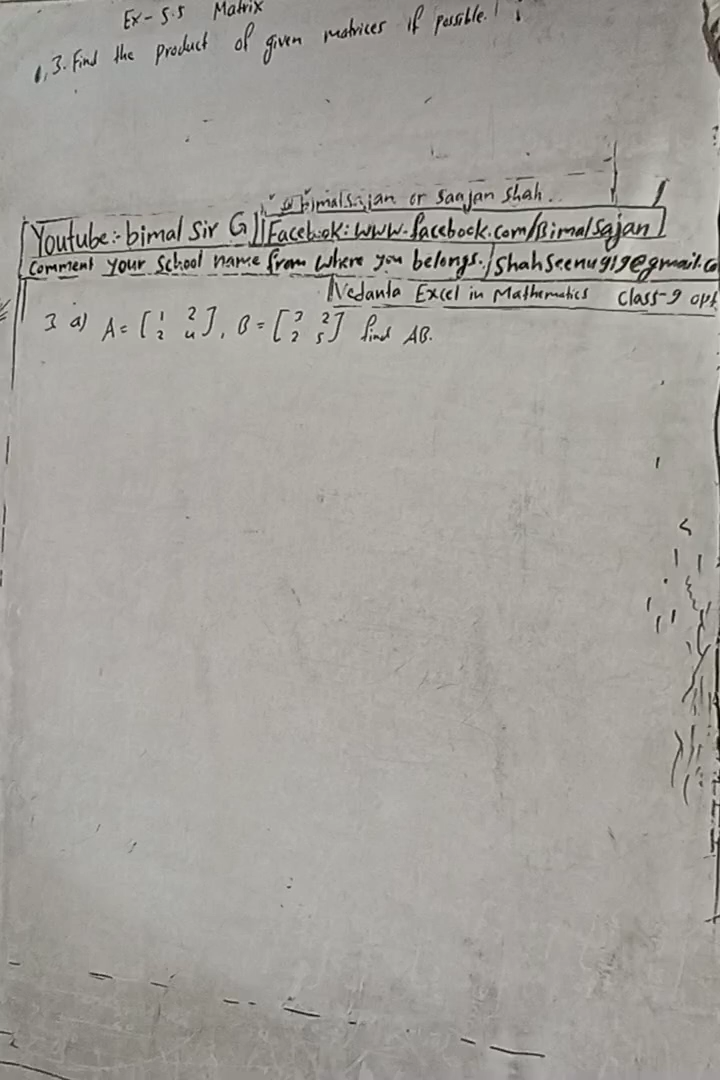 Ex-5.5 Matrix
3. Find the product of given matrices if possible.
bimalsajan or Saajan Shah..
Youtube:- bimal Sir G || Facebook: www.facebook.com/Bimalsajan
Comment your School name from where you belongs. / Shahseenu919@gmail.co
Vedanta Excel in Mathematics Class-9 opt
3 a) A = [1 2
2 4], B = [3 2
2 5] find AB.